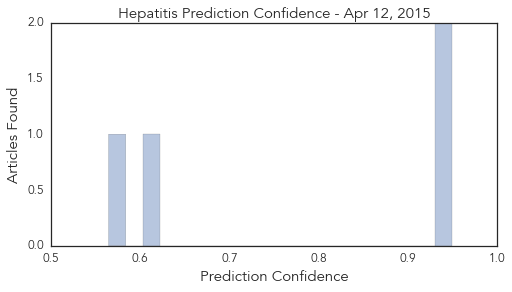 Hepatitis Prediction Confidence - Apr 12, 2015
Articles Found
2.0
1.5
1.0
0.5
0.0
0.5 0.6 0.7 0.8 0.9 1.0
Prediction Confidence